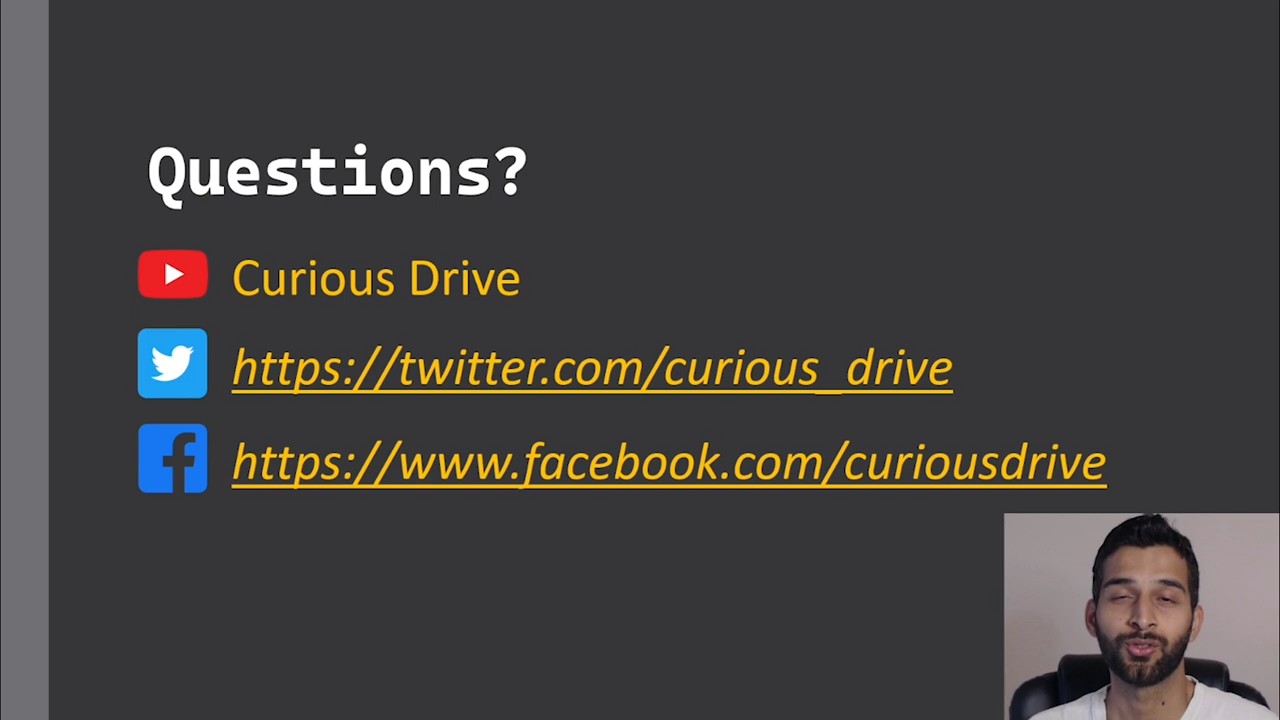 Questions?
Curious Drive
https://twitter.com/curious_drive
https://www.facebook.com/curiousdrive